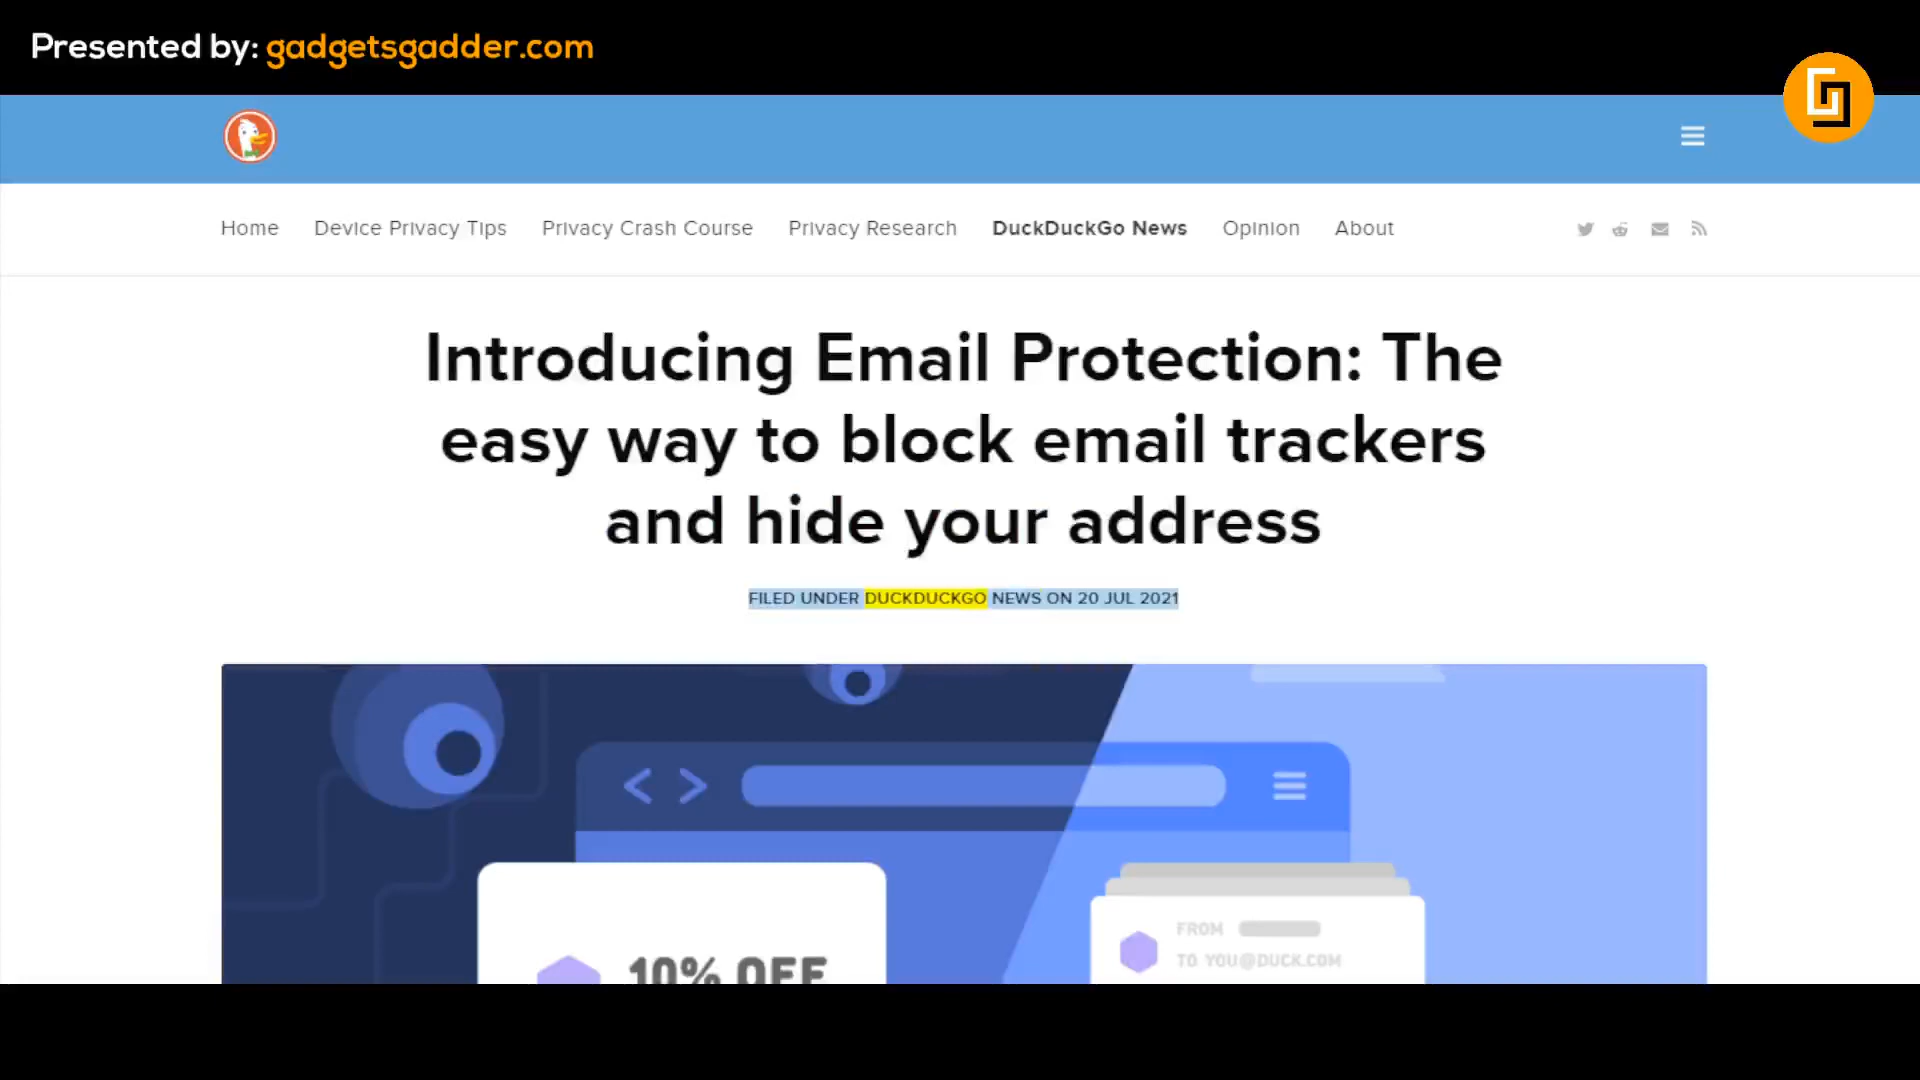 Presented by: gadgetsgadder.com
Home Device Privacy Tips Privacy Crash Course Privacy Research DuckDuckGo News Opinion About
Introducing Email Protection: The
easy way to block email trackers
and hide your address
FILED UNDER DUCKDUCKGO NEWS ON 20 JUL 2021
10% OFF
FROM
TO YOU@DUCK.COM